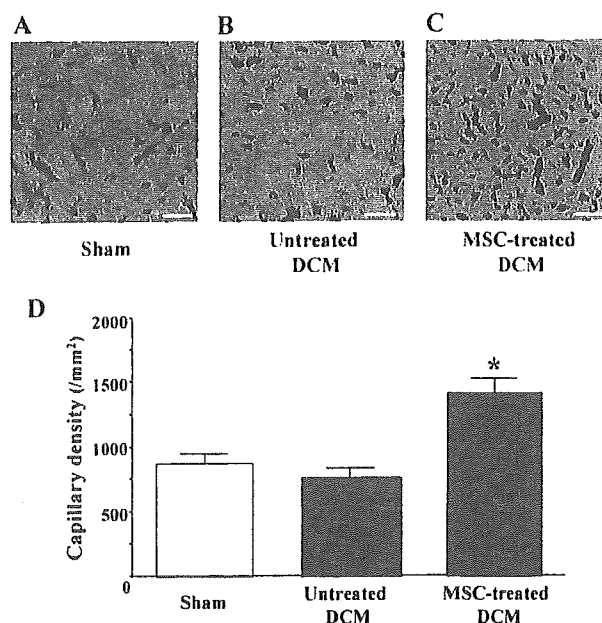 A
B
C
Sham
Untreated
DCM
MSC-treated
DCM
D
Capillary density (/mm²)
2000
1500
1000
500
0
*
Sham
Untreated
DCM
MSC-treated
DCM